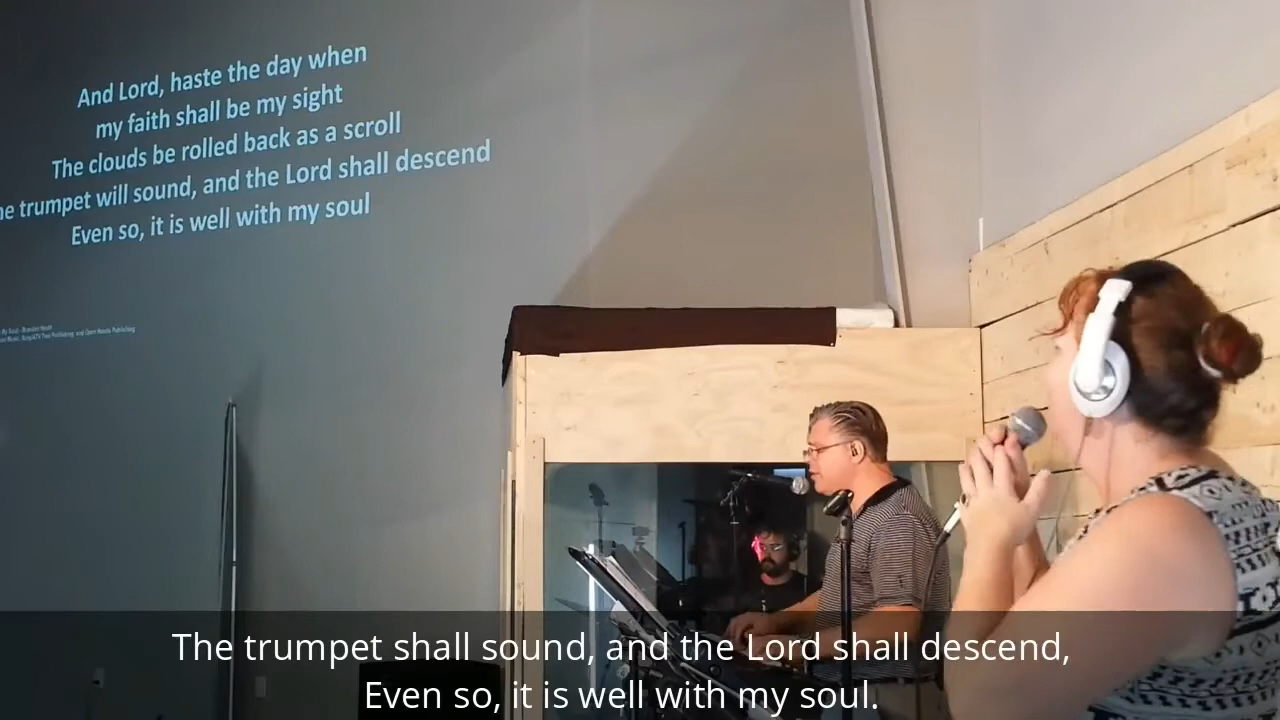 And Lord, haste the day when
my faith shall be my sight
The clouds be rolled back as a scroll
trumpet will sound, and the Lord shall descend
Even so, it is well with my soul
The trumpet shall sound, and the Lord shall descend,
Even so, it is well with my soul.